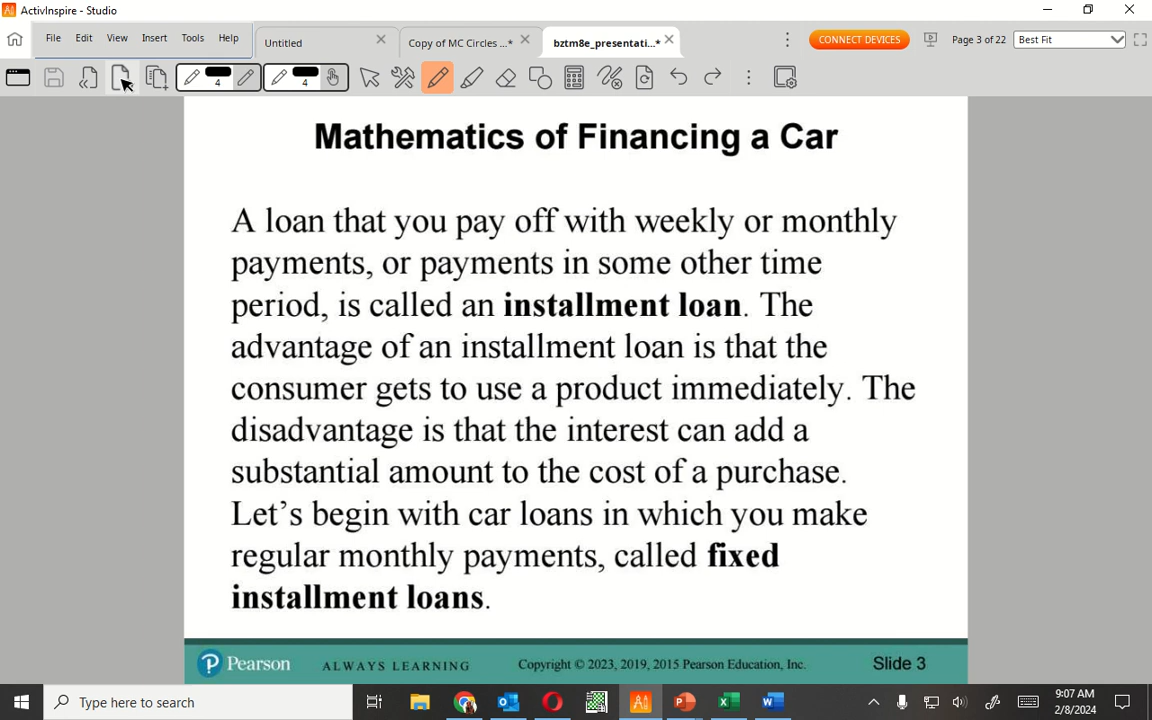 ActivInspire - Studio
File Edit View Insert Tools Help
Untitled
Copy of MC Circles ...*
bztm8e_presentati...*
CONNECT DEVICES
Page 3 of 22
Best Fit
4
4
Mathematics of Financing a Car
A loan that you pay off with weekly or monthly
payments, or payments in some other time
period, is called an installment loan. The
advantage of an installment loan is that the
consumer gets to use a product immediately. The
disadvantage is that the interest can add a
substantial amount to the cost of a purchase.
Let’s begin with car loans in which you make
regular monthly payments, called fixed
installment loans.
Pearson
ALWAYS LEARNING
Copyright © 2023, 2019, 2015 Pearson Education, Inc.
Slide 3
Type here to search
9:07 AM
2/8/2024